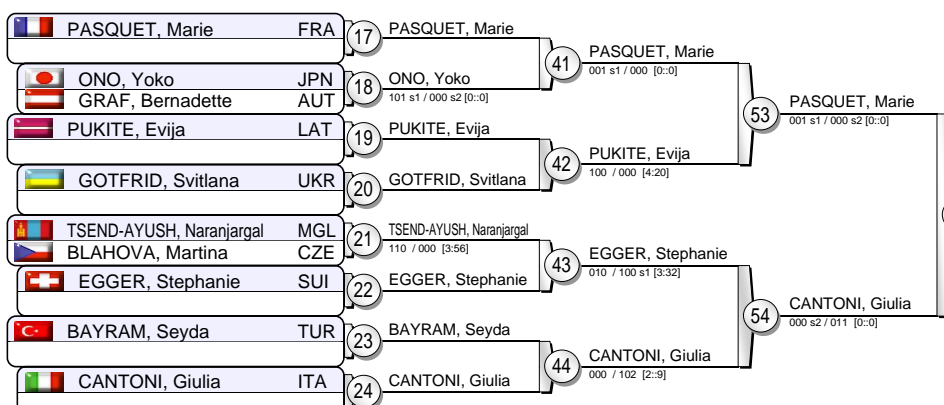 PASQUET, Marie FRA
ONO, Yoko JPN
GRAF, Bernadette AUT
PUKITE, Evija LAT
GOTFRID, Svitlana UKR
TSEND-AYUSH, Naranjargal MGL
BLAHOVA, Martina CZE
EGGER, Stephanie SUI
BAYRAM, Seyda TUR
CANTONI, Giulia ITA
17 PASQUET, Marie
18 ONO, Yoko
101 s1 / 000 s2 [0::0]
19 PUKITE, Evija
20 GOTFRID, Svitlana
21 TSEND-AYUSH, Naranjargal
110 / 000 [3:56]
22 EGGER, Stephanie
23 BAYRAM, Seyda
24 CANTONI, Giulia
41 PASQUET, Marie
001 s1 / 000 [0::0]
42 PUKITE, Evija
100 / 000 [4:20]
43 EGGER, Stephanie
010 / 100 s1 [3:32]
44 CANTONI, Giulia
000 / 102 [2::9]
53 PASQUET, Marie
001 s1 / 000 s2 [0::0]
54 CANTONI, Giulia
000 s2 / 011 [0::0]